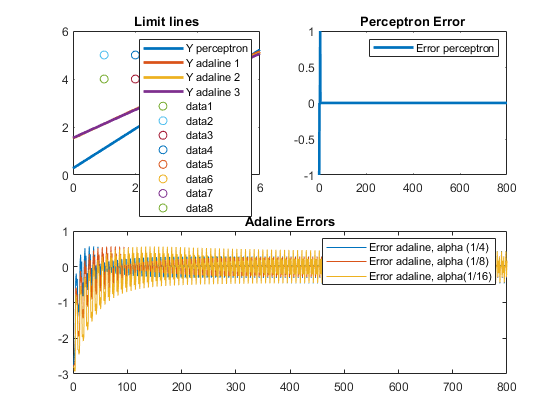 Limit lines
6
4
2
0
0
2
6
Y perceptron
Y adaline 1
Y adaline 2
Y adaline 3
data1
data2
data3
data4
data5
data6
data7
data8
Perceptron Error
1
0.5
0
-0.5
-1
0
200
400
600
800
Error perceptron
Adaline Errors
1
0
-1
-2
-3
0
100
200
300
400
500
600
700
800
Error adaline, alpha (1/4)
Error adaline, alpha (1/8)
Error adaline, alpha(1/16)